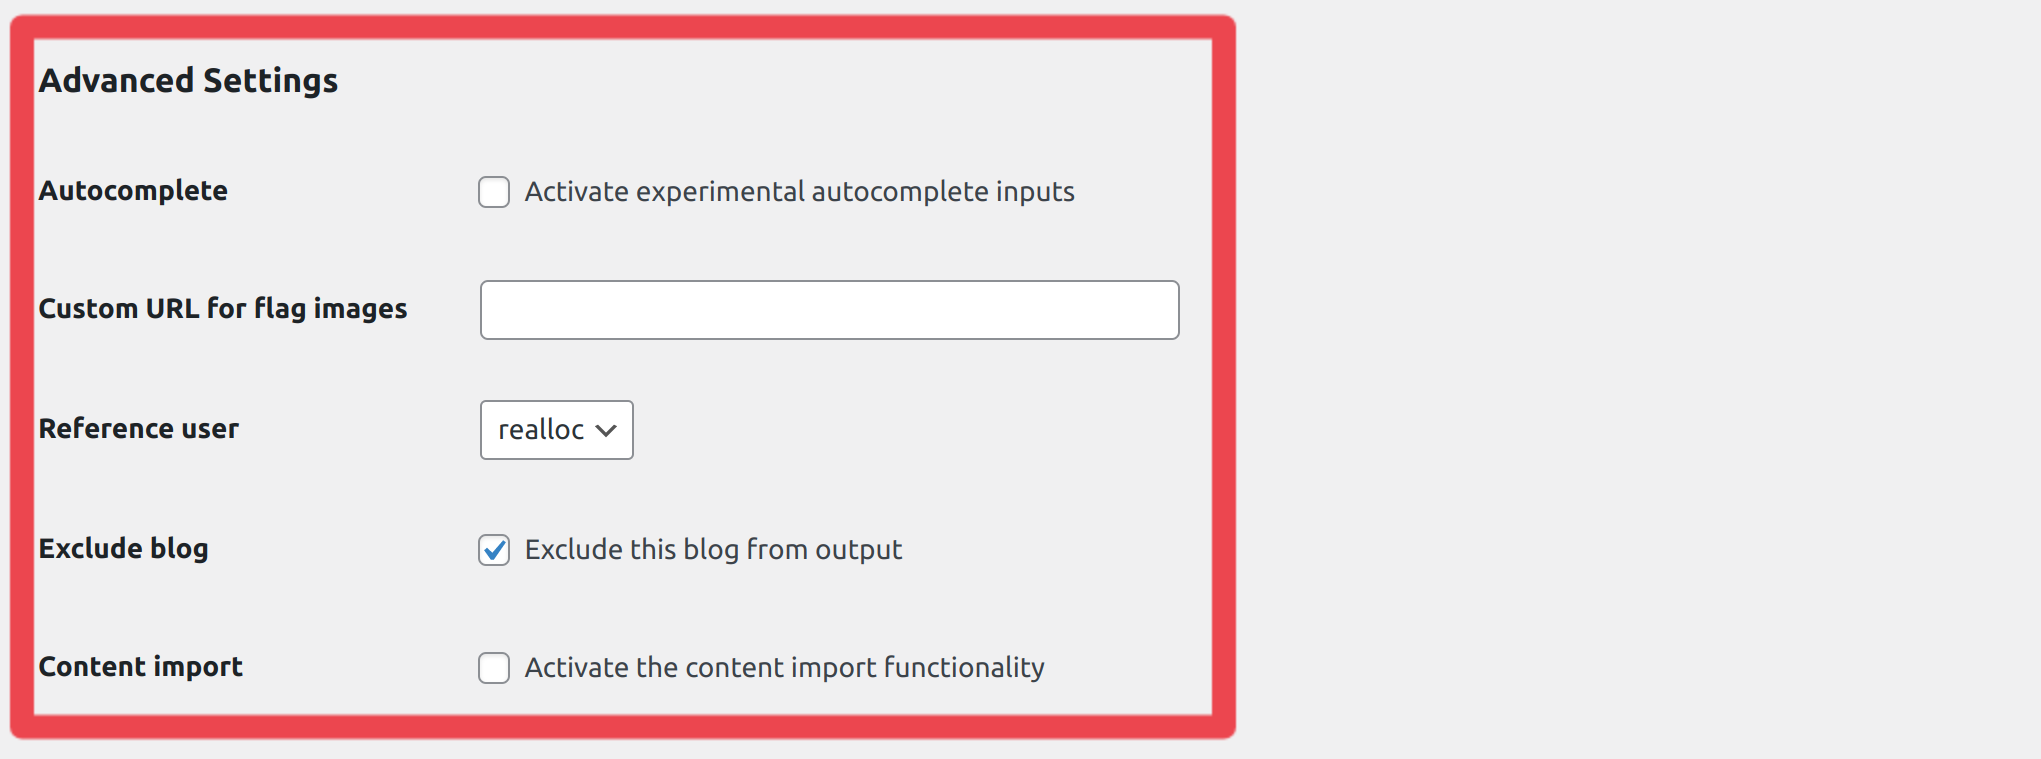 Advanced Settings
Autocomplete
Activate experimental autocomplete inputs
Custom URL for flag images
Reference user
realloc
Exclude blog
Exclude this blog from output
Content import
Activate the content import functionality